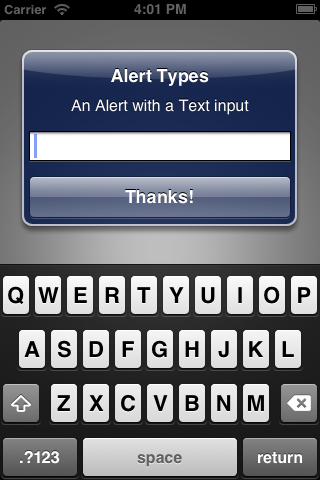 Carrier 4:01 PM
Alert Types
An Alert with a Text input
Thanks!
Q W E R T Y U I O P
A S D F G H J K L
Z X C V B N M
.?123 space return